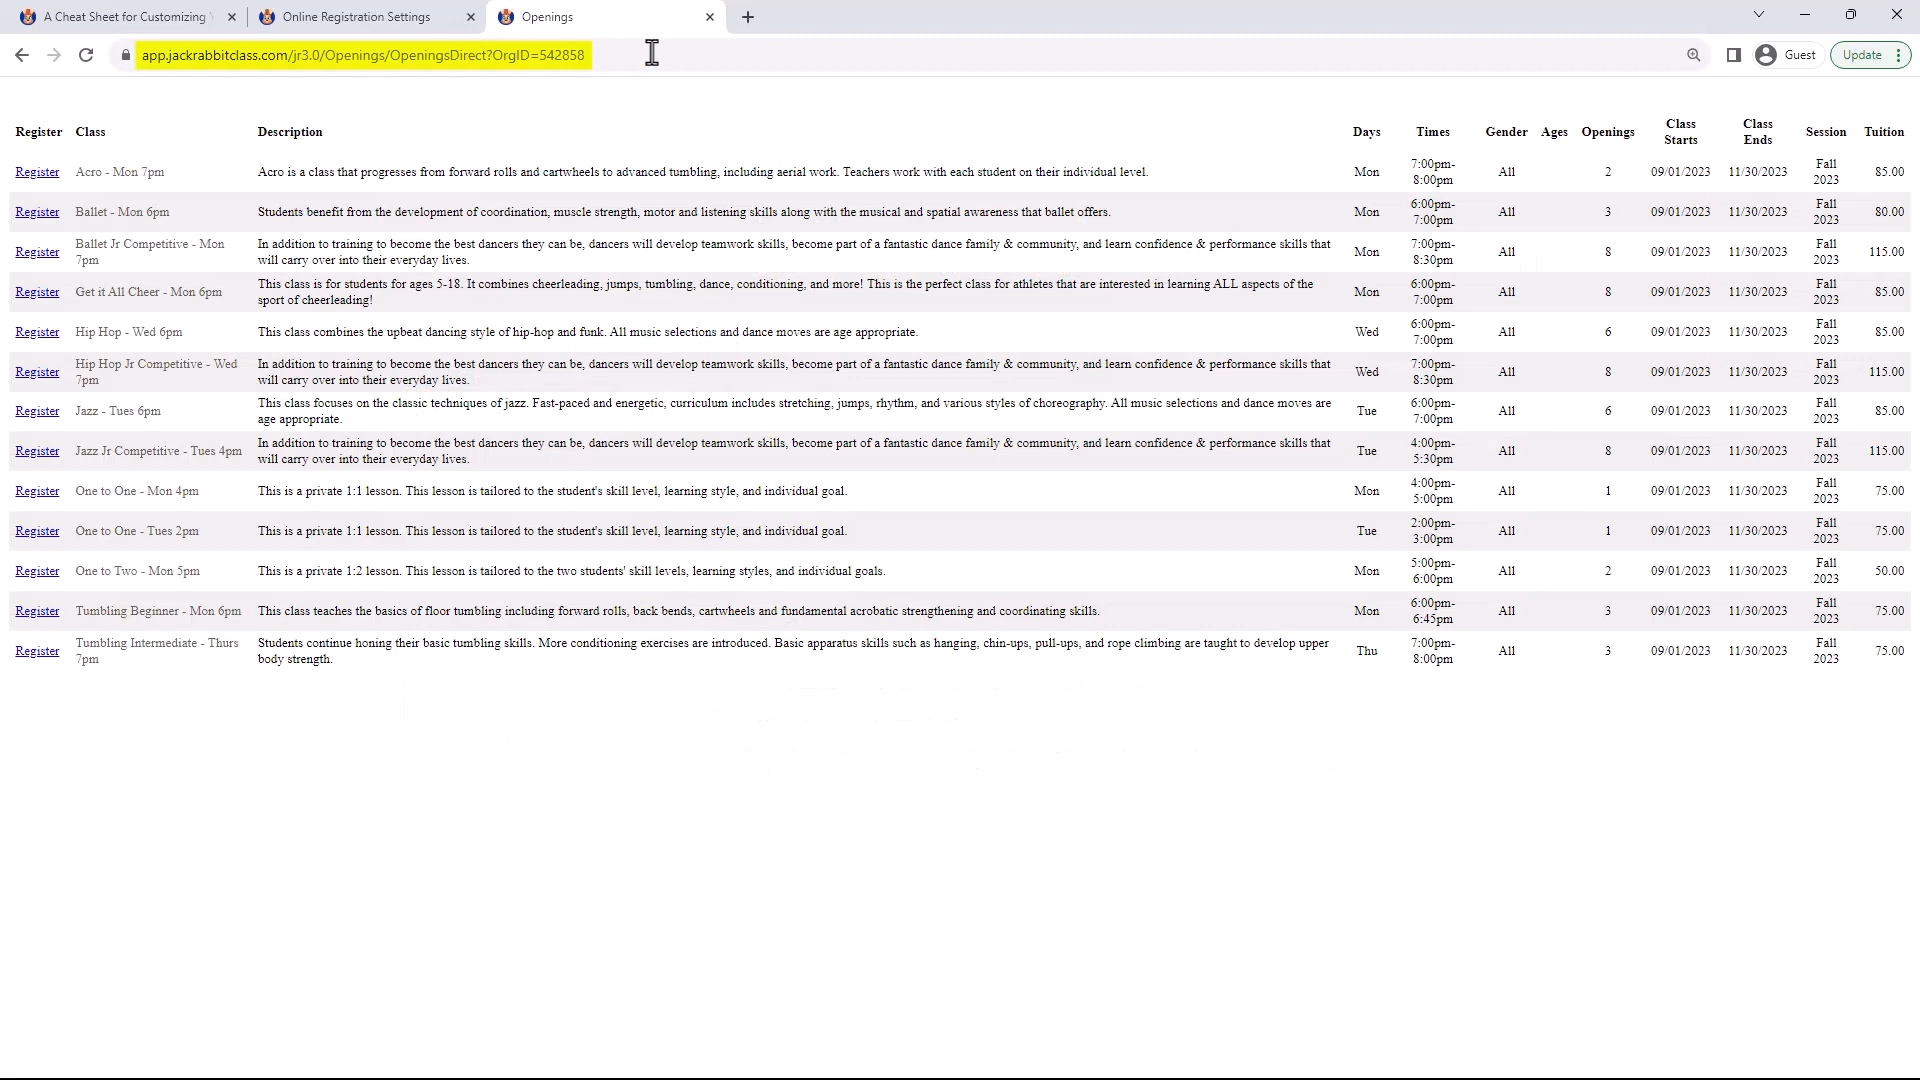 A Cheat Sheet for Customizing
Online Registration Settings
Openings
app.jackrabbitclass.com/jr3.0/Openings/OpeningsDirect?OrgID=542858
Guest
Update
Register Class Description Days Times Gender Ages Openings Class Starts Class Ends Session Tuition
Register Acro - Mon 7pm Acro is a class that progresses from forward rolls and cartwheels to advanced tumbling, including aerial work. Teachers work with each student on their individual level. Mon 7:00pm-8:00pm All 2 09/01/2023 11/30/2023 Fall 2023 85.00
Register Ballet - Mon 6pm Students benefit from the development of coordination, muscle strength, motor and listening skills along with the musical and spatial awareness that ballet offers. Mon 6:00pm-7:00pm All 3 09/01/2023 11/30/2023 Fall 2023 80.00
Register Ballet Jr Competitive - Mon 7pm In addition to training to become the best dancers they can be, dancers will develop teamwork skills, become part of a fantastic dance family & community, and learn confidence & performance skills that will carry over into their everyday lives. Mon 7:00pm-8:30pm All 8 09/01/2023 11/30/2023 Fall 2023 115.00
Register Get it All Cheer - Mon 6pm This class is for students for ages 5-18. It combines cheerleading, jumps, tumbling, dance, conditioning, and more! This is the perfect class for athletes that are interested in learning ALL aspects of the sport of cheerleading! Mon 6:00pm-7:00pm All 8 09/01/2023 11/30/2023 Fall 2023 85.00
Register Hip Hop - Wed 6pm This class combines the upbeat dancing style of hip-hop and funk. All music selections and dance moves are age appropriate. Wed 6:00pm-7:00pm All 6 09/01/2023 11/30/2023 Fall 2023 85.00
Register Hip Hop Jr Competitive - Wed 7pm In addition to training to become the best dancers they can be, dancers will develop teamwork skills, become part of a fantastic dance family & community, and learn confidence & performance skills that will carry over into their everyday lives. Wed 7:00pm-8:30pm All 8 09/01/2023 11/30/2023 Fall 2023 115.00
Register Jazz - Tues 6pm This class focuses on the classic techniques of jazz. Fast-paced and energetic, curriculum includes stretching, jumps, rhythm, and various styles of choreography. All music selections and dance moves are age appropriate. Tue 6:00pm-7:00pm All 6 09/01/2023 11/30/2023 Fall 2023 85.00
Register Jazz Jr Competitive - Tues 4pm In addition to training to become the best dancers they can be, dancers will develop teamwork skills, become part of a fantastic dance family & community, and learn confidence & performance skills that will carry over into their everyday lives. Tue 4:00pm-5:30pm All 8 09/01/2023 11/30/2023 Fall 2023 115.00
Register One to One - Mon 4pm This is a private 1:1 lesson. This lesson is tailored to the student's skill level, learning style, and individual goal. Mon 4:00pm-5:00pm All 1 09/01/2023 11/30/2023 Fall 2023 75.00
Register One to One - Tues 2pm This is a private 1:1 lesson. This lesson is tailored to the student's skill level, learning style, and individual goal. Tue 2:00pm-3:00pm All 1 09/01/2023 11/30/2023 Fall 2023 75.00
Register One to Two - Mon 5pm This is a private 1:2 lesson. This lesson is tailored to the two students' skill levels, learning styles, and individual goals. Mon 5:00pm-6:00pm All 2 09/01/2023 11/30/2023 Fall 2023 50.00
Register Tumbling Beginner - Mon 6pm This class teaches the basics of floor tumbling including forward rolls, back bends, cartwheels and fundamental acrobatic strengthening and coordinating skills. Mon 6:00pm-6:45pm All 3 09/01/2023 11/30/2023 Fall 2023 75.00
Register Tumbling Intermediate - Thurs 7pm Students continue honing their basic tumbling skills. More conditioning exercises are introduced. Basic apparatus skills such as hanging, chin-ups, pull-ups, and rope climbing are taught to develop upper body strength. Thu 7:00pm-8:00pm All 3 09/01/2023 11/30/2023 Fall 2023 75.00